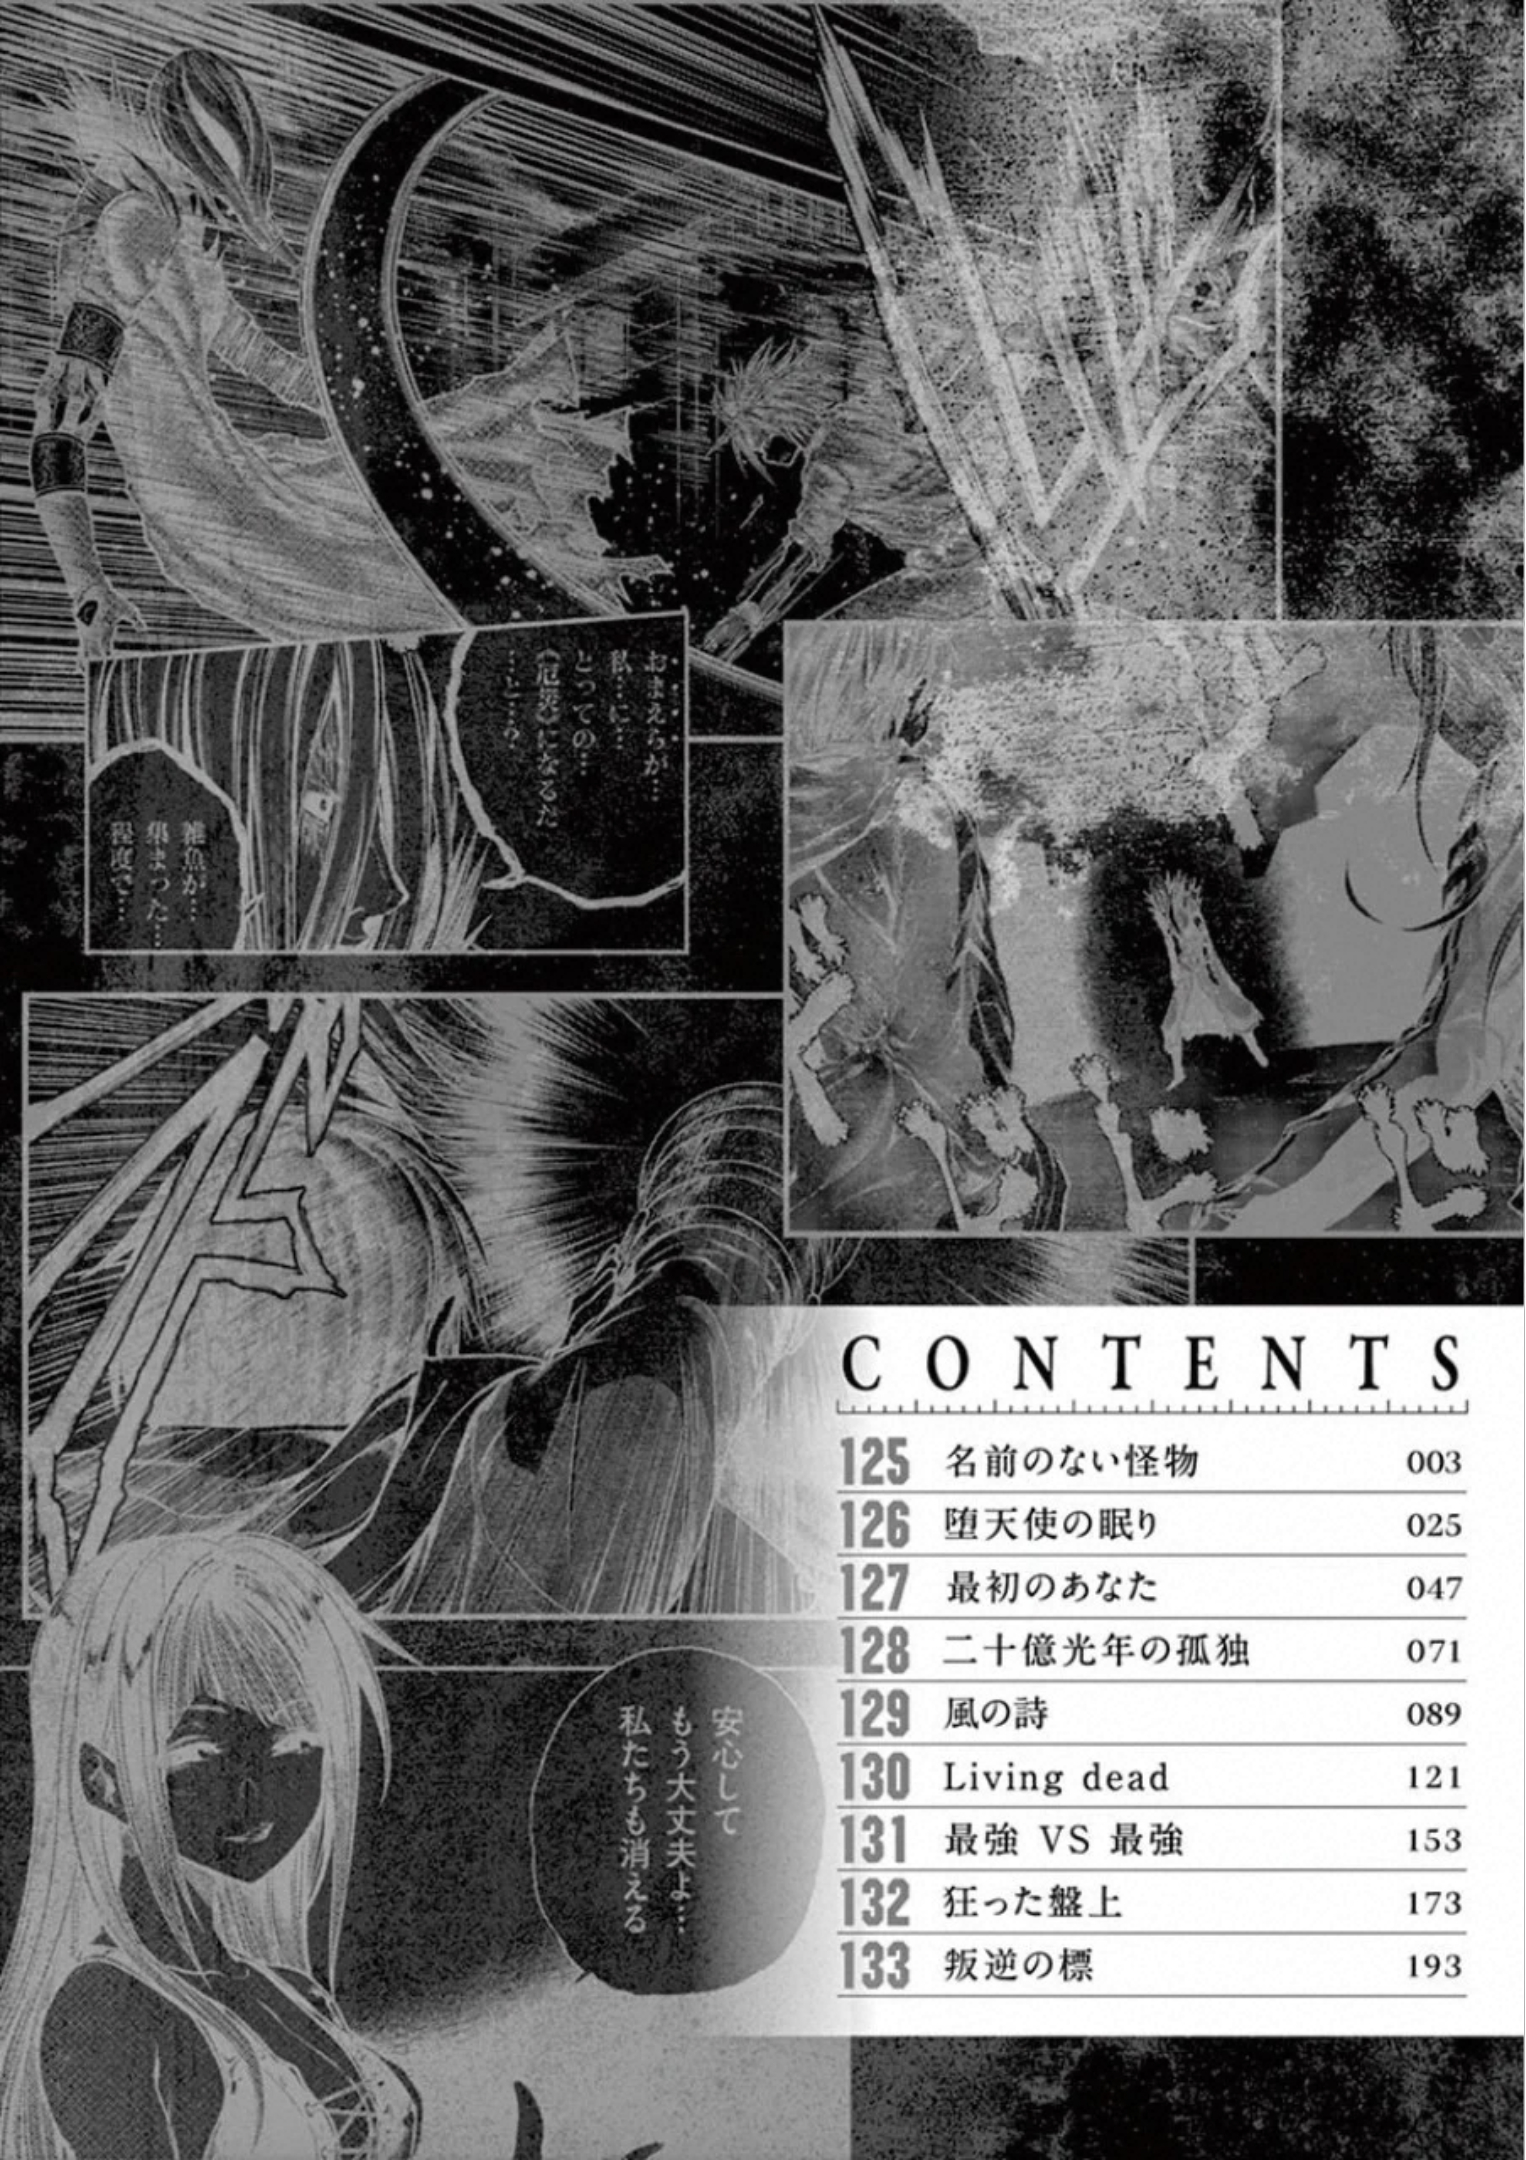 おまえらが…
私…に…
とっての…
《厄災》になるだ
…と…？
雑魚が…
集まった…
程度で…
安心して
もう大丈夫よ…
私たちも消える
CONTENTS
125 名前のない怪物 003
126 堕天使の眠り 025
127 最初のあなた 047
128 二十億光年の孤独 071
129 風の詩 089
130 Living dead 121
131 最強 VS 最強 153
132 狂った盤上 173
133 叛逆の標 193